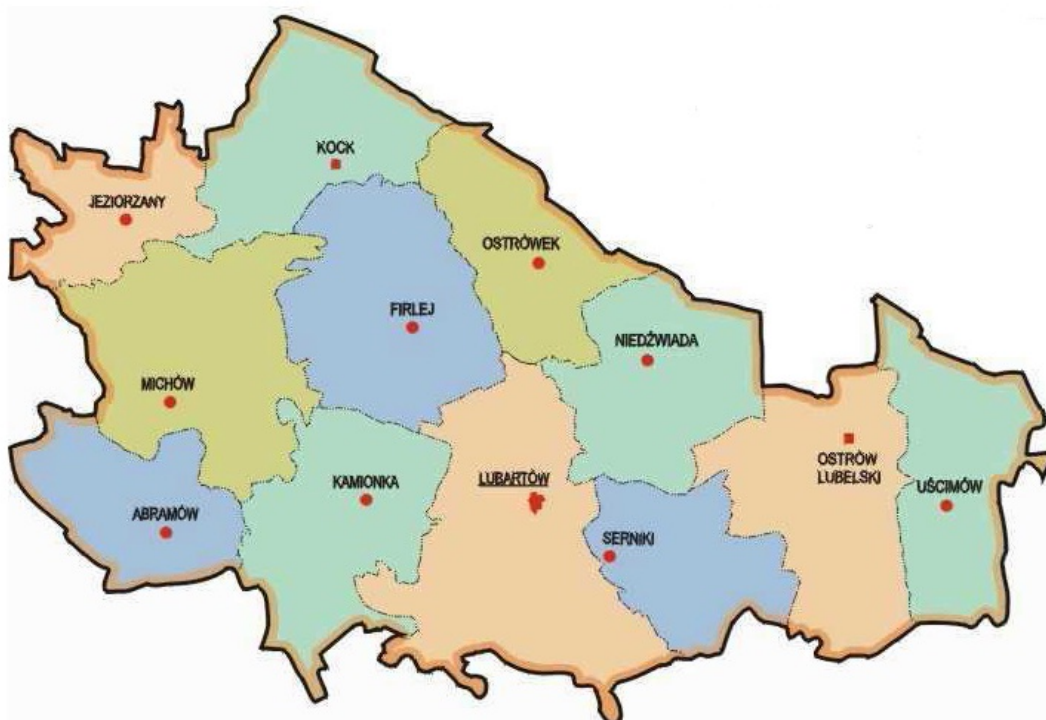 KOCK
JEZIORZANY
OSTRÓWEK
FIRLEJ
NIEDŹWIADA
MICHÓW
OSTRÓW
LUBELSKI
KAMIONKA
LUBARTÓW
UŚCIMÓW
ABRAMÓW
SERNIKI